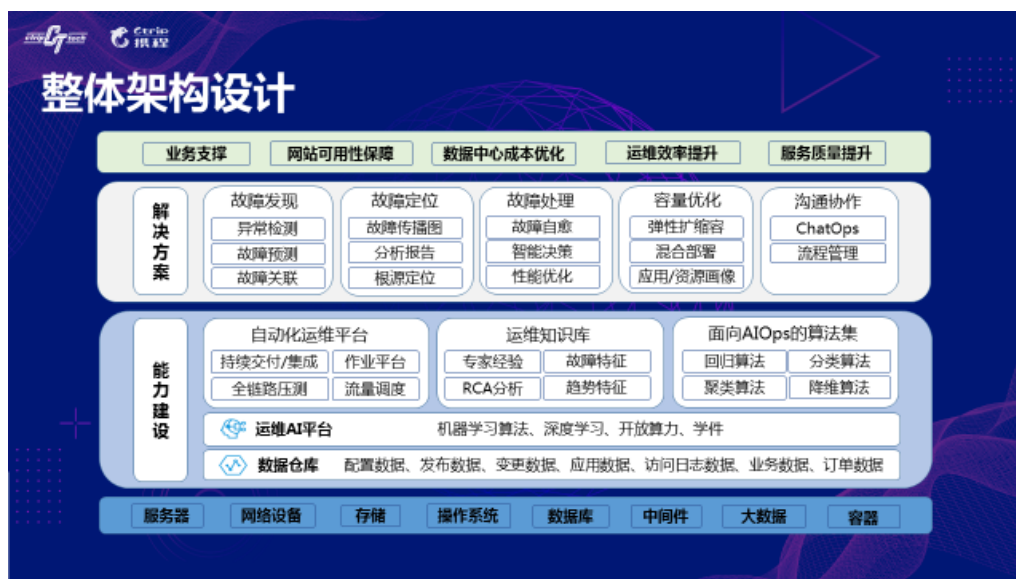 Ctrip
携程
整体架构设计
业务支撑 网站可用性保障 数据中心成本优化 运维效率提升 服务质量提升
解决方案
故障发现 故障定位 故障处理 容量优化 沟通协作
异常检测 故障传播图 故障自愈 弹性扩缩容 ChatOps
故障预测 分析报告 智能决策 混合部署 流程管理
故障关联 根源定位 性能优化 应用/资源画像
能力建设
自动化运维平台 运维知识库 面向AIOps的算法集
持续交付/集成 作业平台 专家经验 故障特征 回归算法 分类算法
全链路压测 流量调度 RCA分析 趋势特征 聚类算法 降维算法
运维AI平台 机器学习算法、深度学习、开放算力、学件
数据仓库 配置数据、发布数据、变更数据、应用数据、访问日志数据、业务数据、订单数据
服务器 网络设备 存储 操作系统 数据库 中间件 大数据 容器